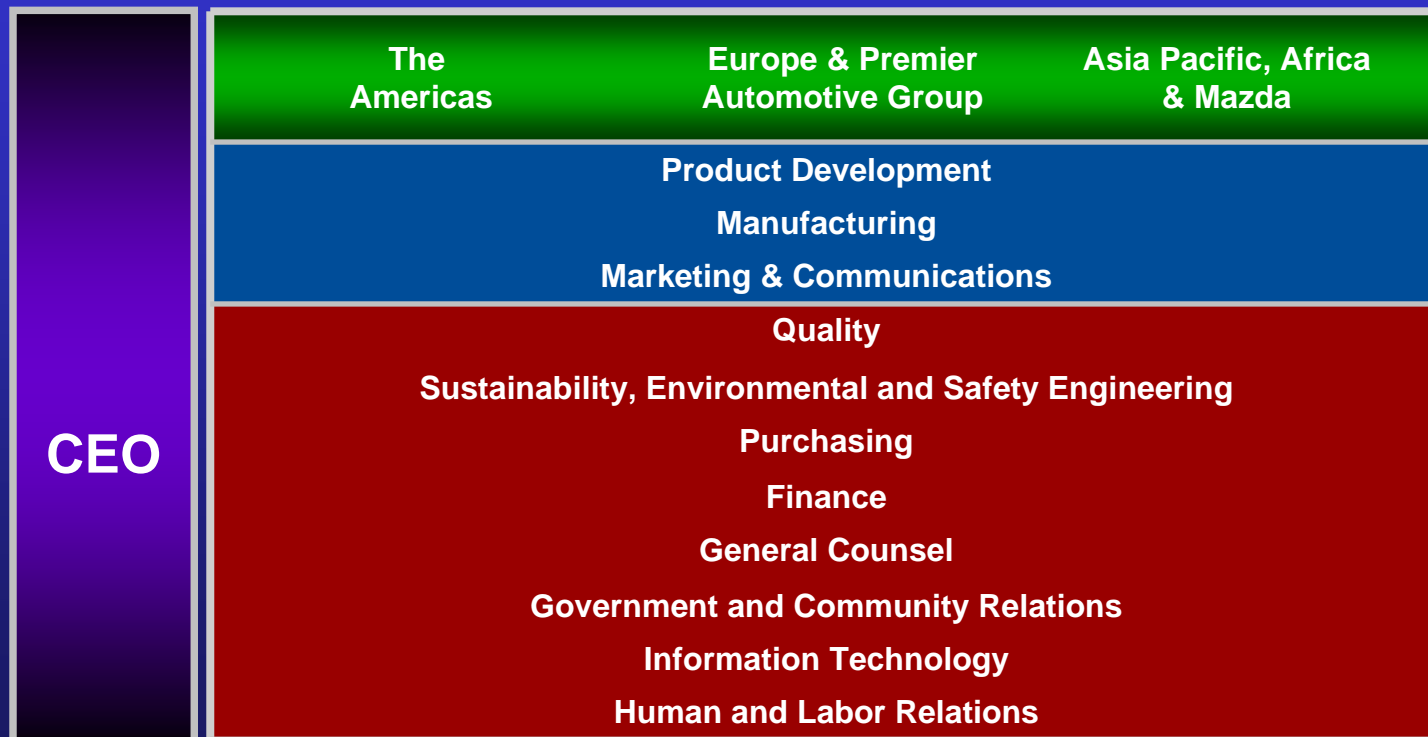 The
Americas
Europe & Premier
Automotive Group
Asia Pacific, Africa
& Mazda
Product Development
Manufacturing
Marketing & Communications
Quality
Sustainability, Environmental and Safety Engineering
CEO
Purchasing
Finance
General Counsel
Government and Community Relations
Information Technology
Human and Labor Relations